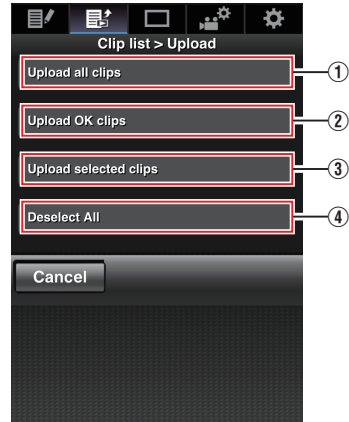 Clip list > Upload
Upload all clips
①
Upload OK clips
②
Upload selected clips
③
Deselect All
④
Cancel